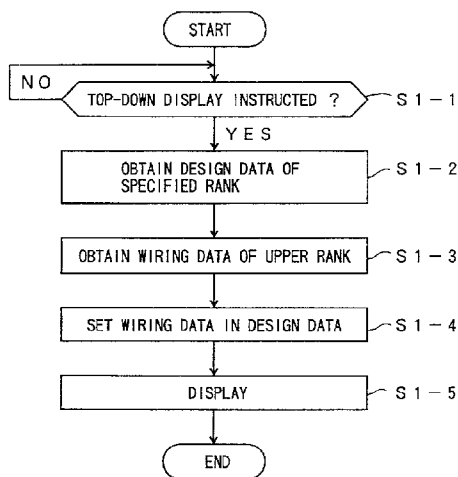 START
NO
TOP-DOWN DISPLAY INSTRUCTED ?
S1-1
YES
OBTAIN DESIGN DATA OF
SPECIFIED RANK
S1-2
OBTAIN WIRING DATA OF UPPER RANK
S1-3
SET WIRING DATA IN DESIGN DATA
S1-4
DISPLAY
S1-5
END